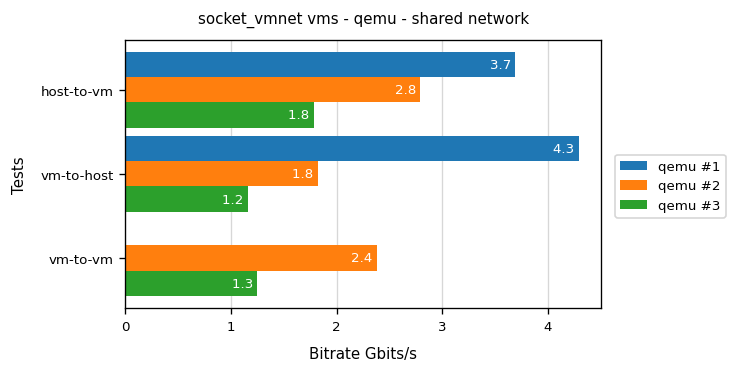 socket_vmnet vms - qemu - shared network
Tests
host-to-vm
3.7
2.8
1.8
vm-to-host
4.3
1.8
1.2
vm-to-vm
2.4
1.3
qemu #1
qemu #2
qemu #3
0 1 2 3 4
Bitrate Gbits/s